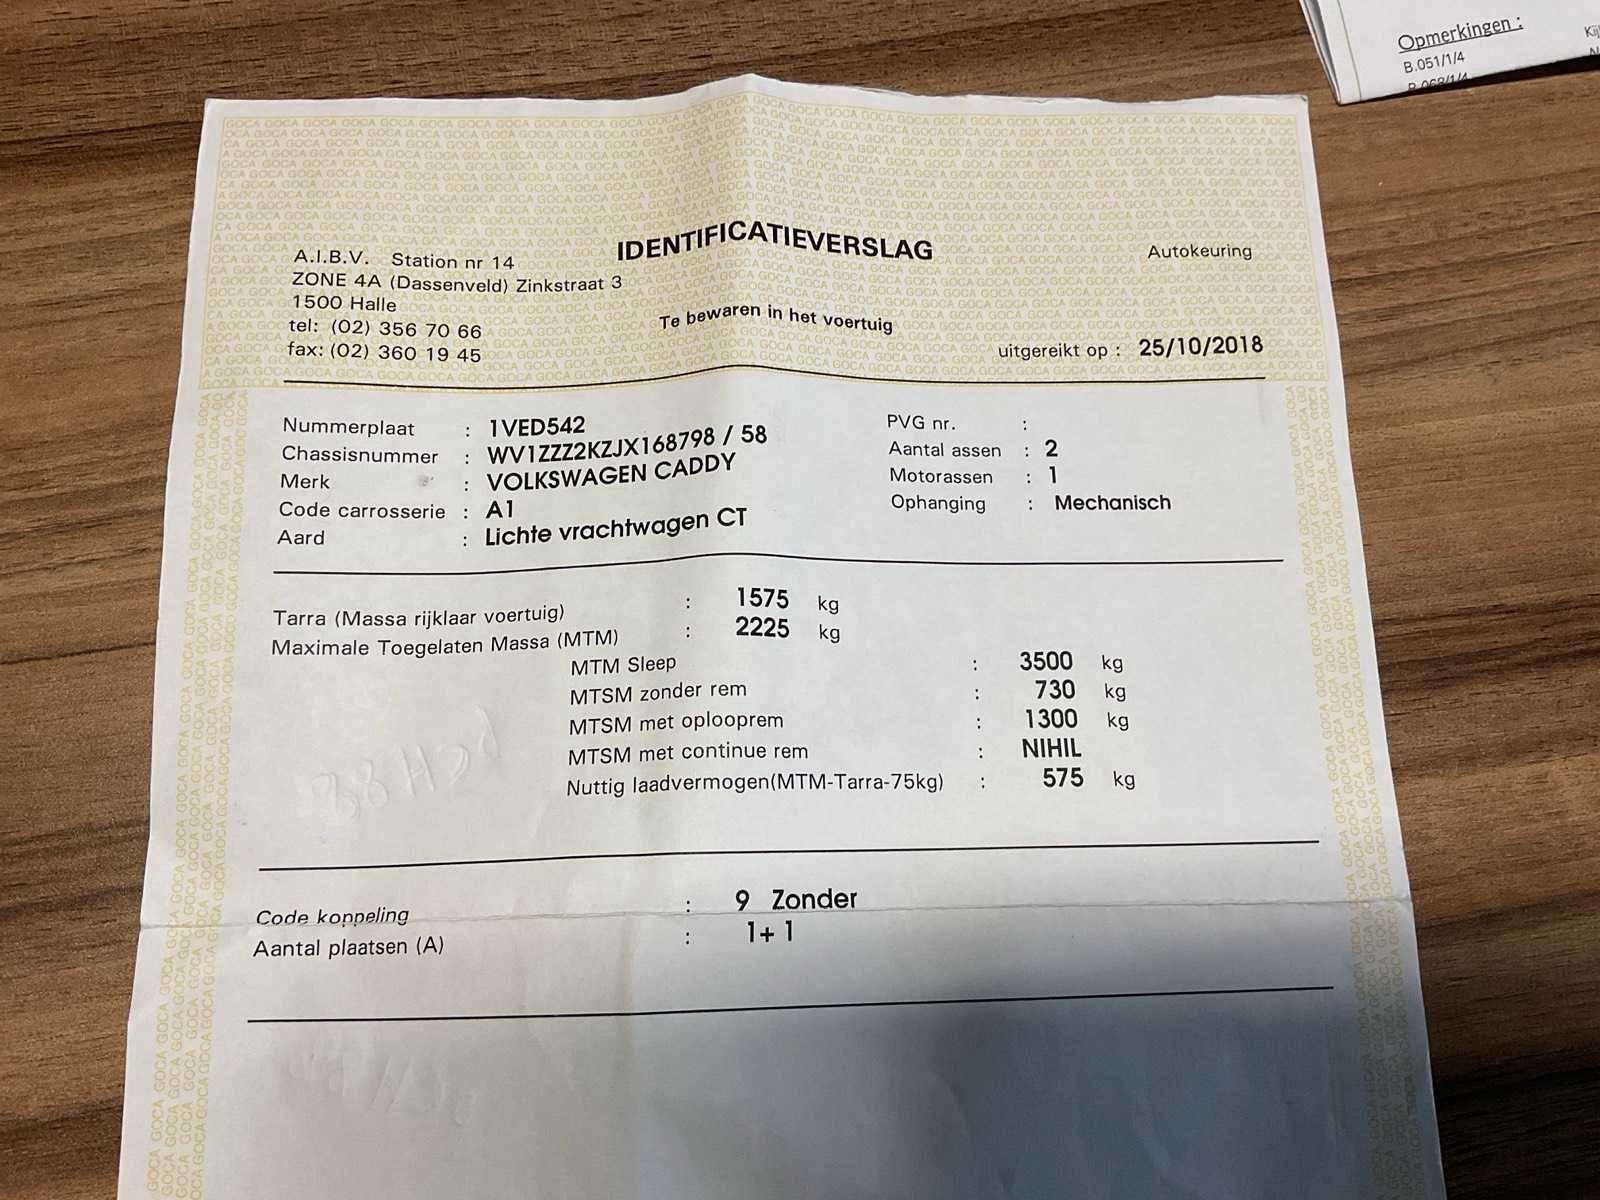 Opmerkingen :
B.051/1/4
IDENTIFICATIEVERSLAG
Autokeuring
A.I.B.V. Station nr 14
ZONE 4A (Dassenveld) Zinkstraat 3
1500 Halle
tel: (02) 356 70 66
fax: (02) 360 19 45
Te bewaren in het voertuig
uitgereikt op : 25/10/2018
Nummerplaat : 1VED542
Chassisnummer : WV1ZZZ2KZJX168798 / 58
Merk : VOLKSWAGEN CADDY
Code carrosserie : A1
Aard : Lichte vrachtwagen CT
PVG nr. :
Aantal assen : 2
Motorassen : 1
Ophanging : Mechanisch
Tarra (Massa rijklaar voertuig) : 1575 kg
Maximale Toegelaten Massa (MTM) : 2225 kg
MTM Sleep : 3500 kg
MTSM zonder rem : 730 kg
MTSM met oplooprem : 1300 kg
MTSM met continue rem : NIHIL
Nuttig laadvermogen(MTM-Tarra-75kg) : 575 kg
Code koppeling : 9 Zonder
Aantal plaatsen (A) : 1+1